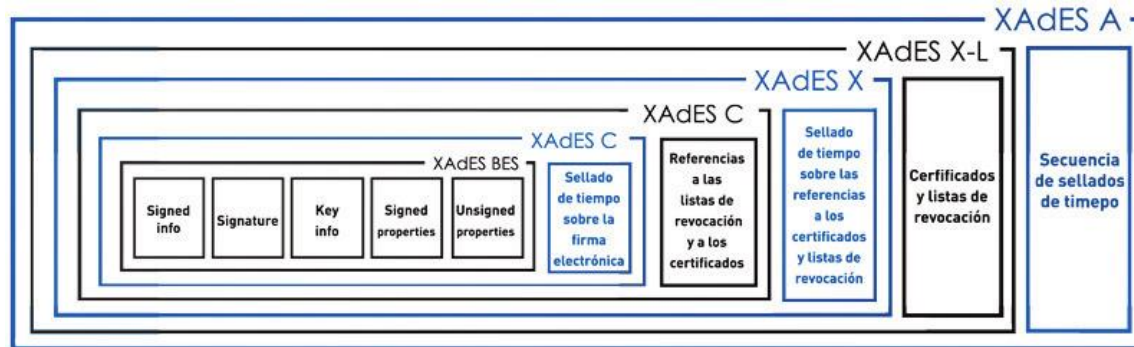 XAdES A
XAdES X-L
XAdES X
XAdES C
XAdES C
XAdES BES
Signed
info
Signature
Key
info
Signed
properties
Unsigned
properties
Sellado
de tiempo
sobre la
firma
electrónica
Referencias
a las
listas de
revocación
y a los
certificados
Sellado
de tiempo
sobre las
referencias
a los
certificados
y listas de
revocación
Cerfificados
y listas de
revocación
Secuencia
de sellados
de timepo